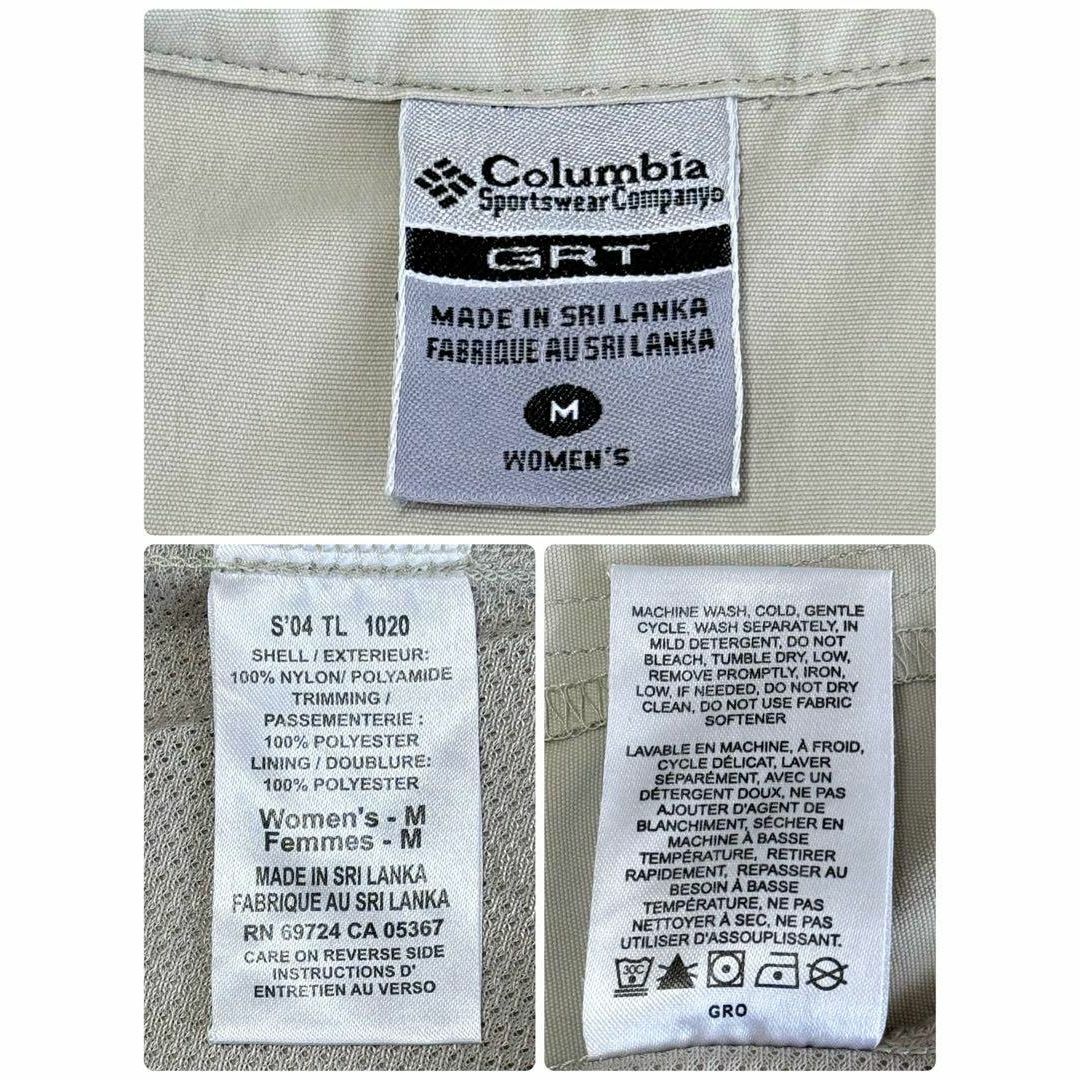 Columbia
Sportswear Company®
GRT
MADE IN SRI LANKA
FABRIQUE AU SRI LANKA
M
WOMEN'S
S'04 TL 1020
SHELL / EXTERIEUR:
100% NYLON/ POLYAMIDE
TRIMMING /
PASSEMENTERIE :
100% POLYESTER
LINING / DOUBLURE:
100% POLYESTER
Women's - M
Femmes - M
MADE IN SRI LANKA
FABRIQUE AU SRI LANKA
RN 69724 CA 05367
CARE ON REVERSE SIDE
INSTRUCTIONS D'
ENTRETIEN AU VERSO
MACHINE WASH, COLD, GENTLE
CYCLE, WASH SEPARATELY, IN
MILD DETERGENT, DO NOT
BLEACH, TUMBLE DRY, LOW,
REMOVE PROMPTLY, IRON,
LOW, IF NEEDED, DO NOT DRY
CLEAN, DO NOT USE FABRIC
SOFTENER
LAVABLE EN MACHINE, À FROID,
CYCLE DÉLICAT, LAVER
SÉPARÉMENT, AVEC UN
DÉTERGENT DOUX, NE PAS
AJOUTER D'AGENT DE
BLANCHIMENT, SÉCHER EN
MACHINE À BASSE
TEMPÉRATURE, RETIRER
RAPIDEMENT, REPASSER AU
BESOIN À BASSE
TEMPÉRATURE, NE PAS
NETTOYER À SEC, NE PAS
UTILISER D'ASSOUPLISSANT.
30C
GRO